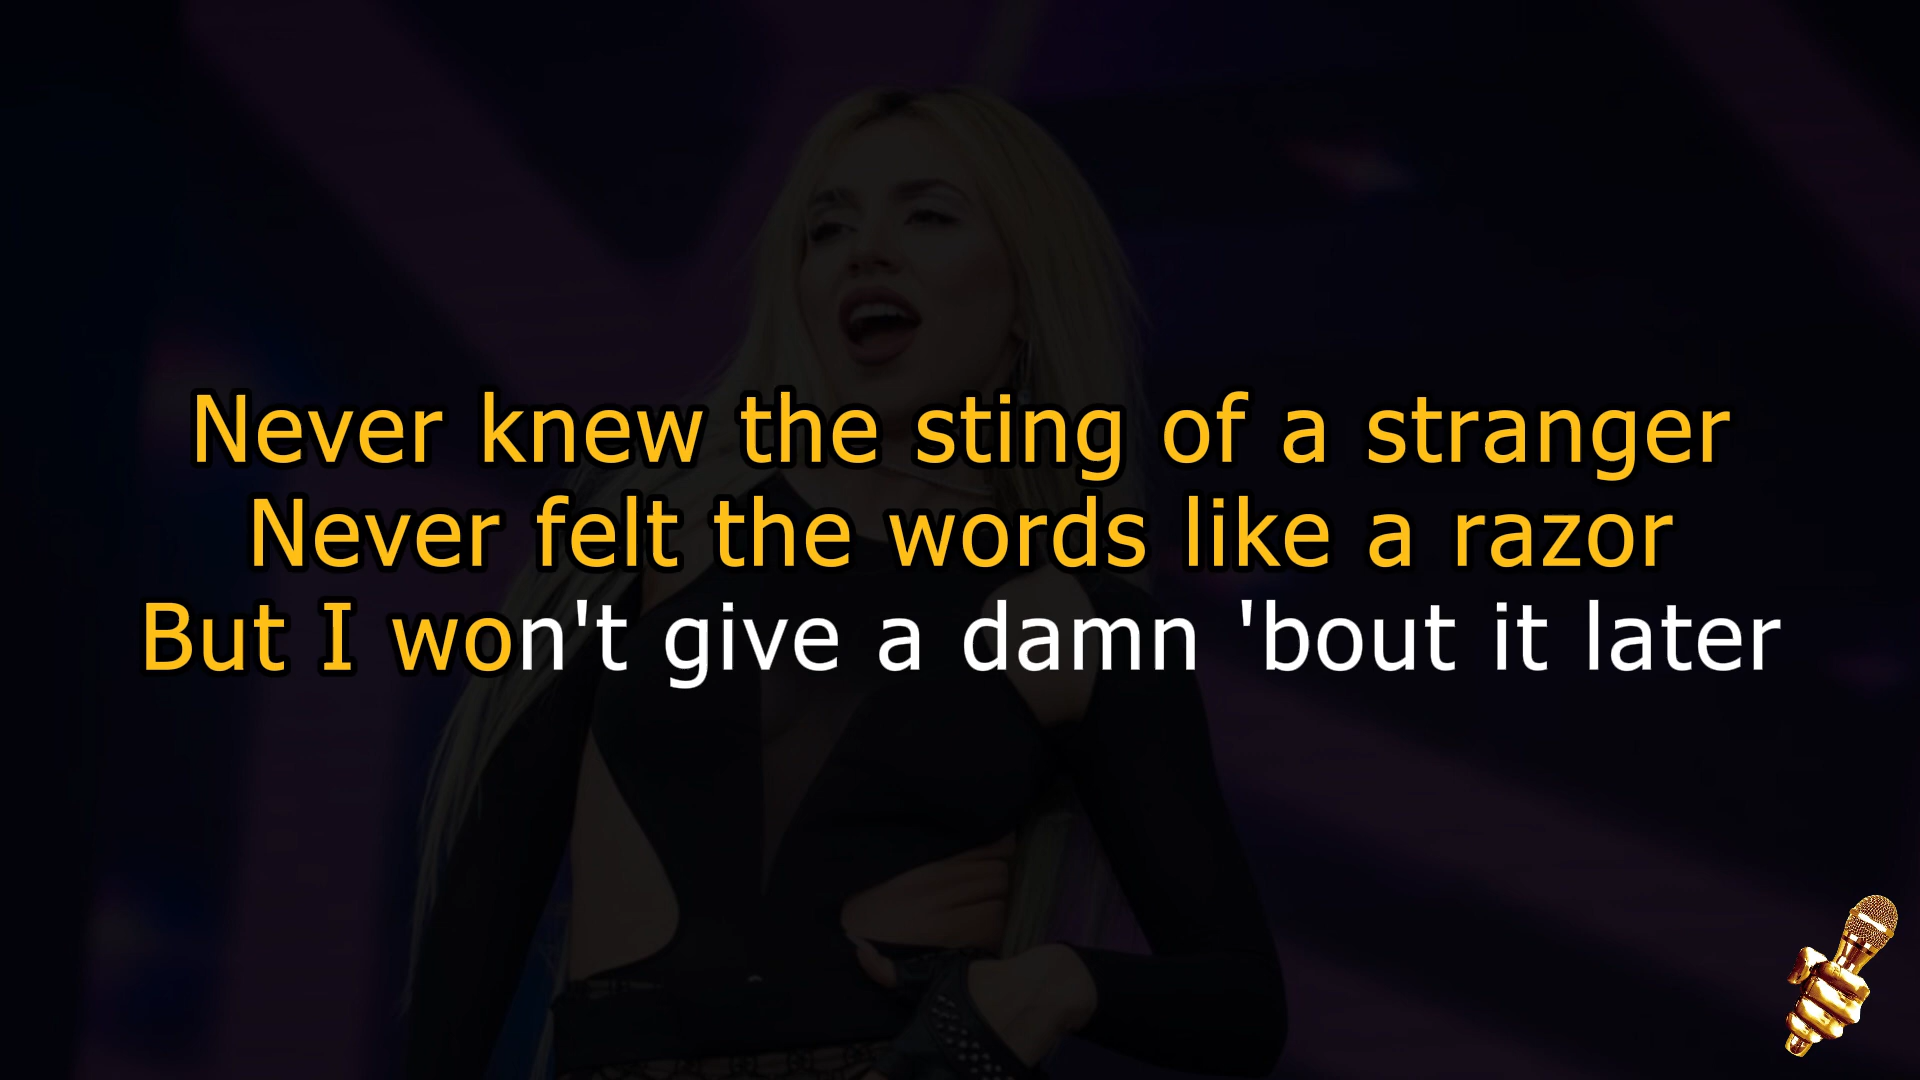 Never knew the sting of a stranger
Never felt the words like a razor
But I won't give a damn 'bout it later